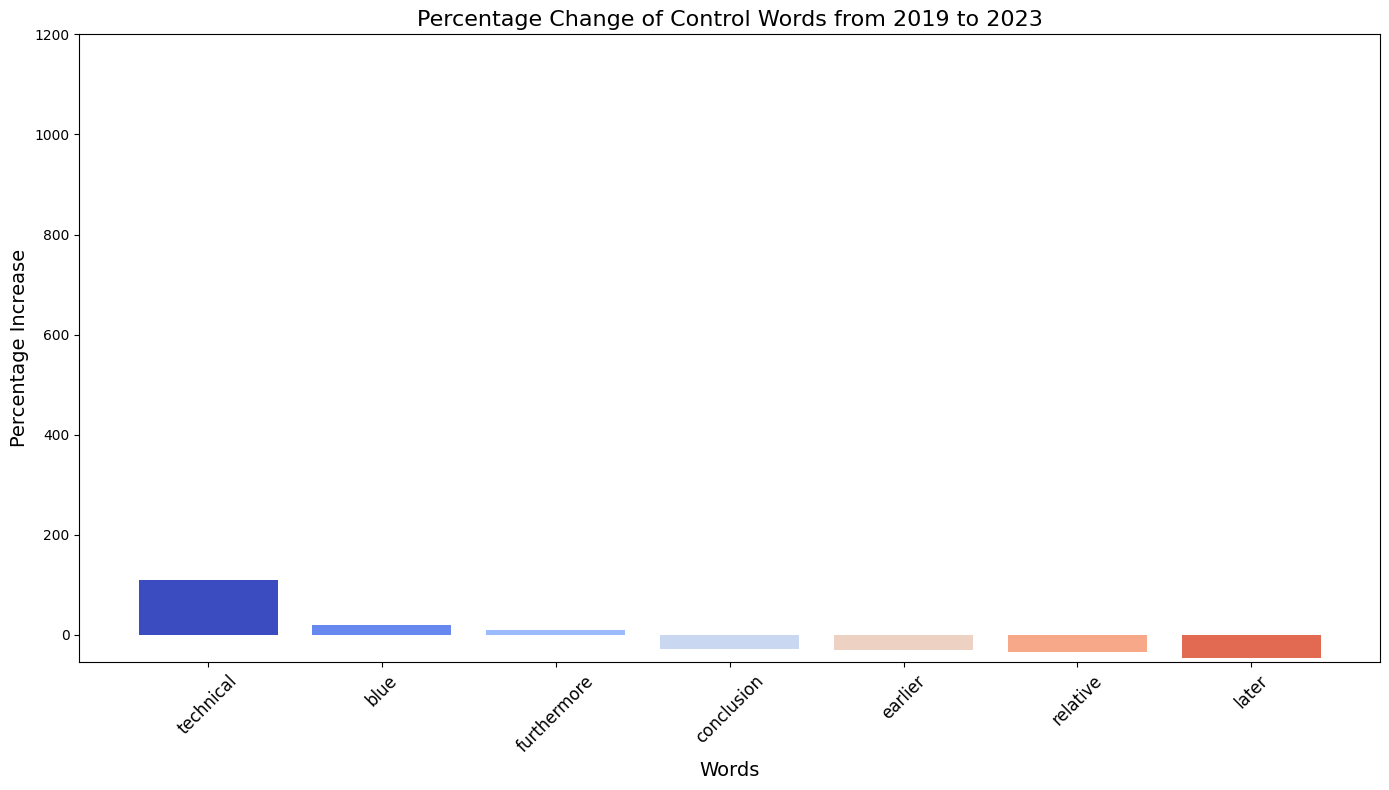 Percentage Change of Control Words from 2019 to 2023
Percentage Increase
1200
1000
800
600
400
200
0
technical
blue
furthermore
conclusion
earlier
relative
later
Words